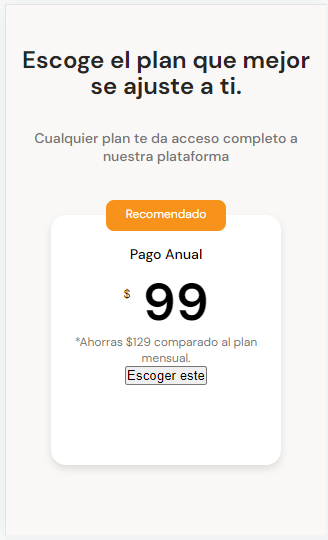 Escoge el plan que mejor
se ajuste a ti.
Cualquier plan te da acceso completo a
nuestra plataforma
Recomendado
Pago Anual
$ 99
*Ahorras $129 comparado al plan
mensual.
Escoger este